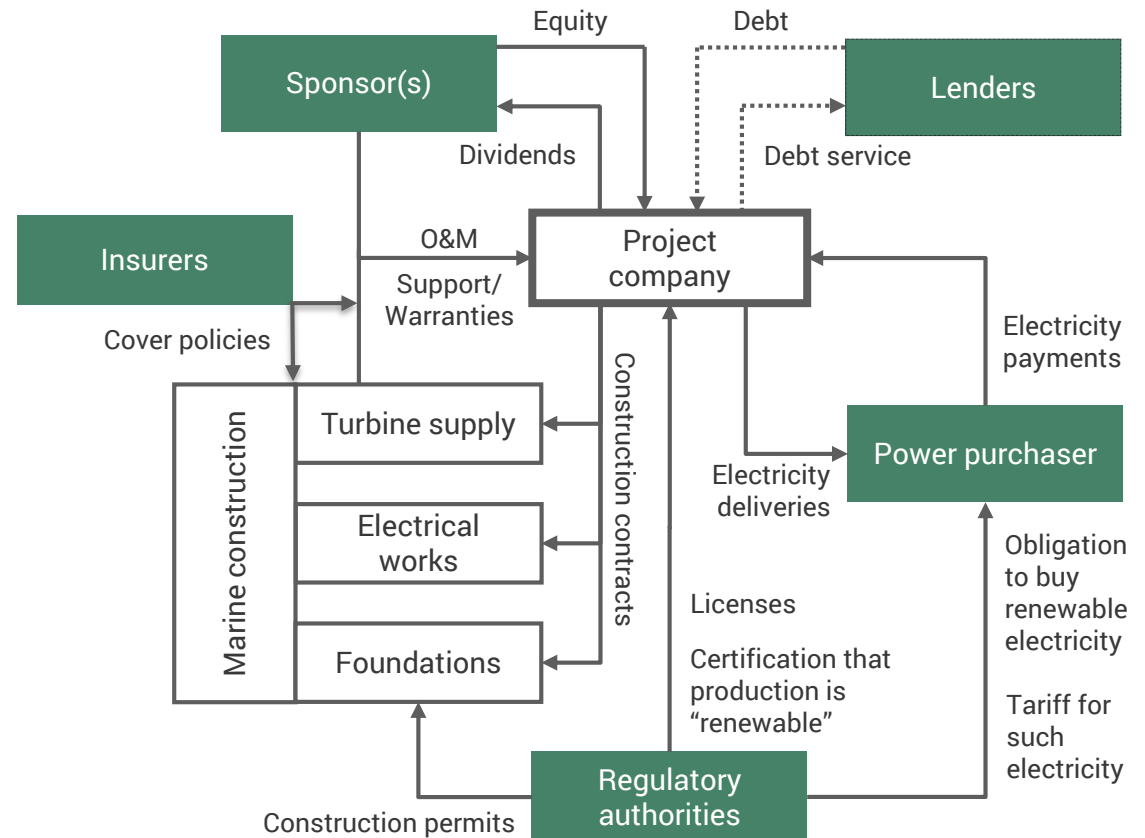 Equity
Debt
Sponsor(s)
Lenders
Dividends
Debt service
Insurers
O&M
Project
company
Support/
Warranties
Cover policies
Electricity
payments
Marine construction
Turbine supply
Construction contracts
Power purchaser
Electricity
deliveries
Electrical
works
Obligation
to buy
renewable
electricity
Licenses
Foundations
Certification that
production is
“renewable”
Tariff for
such
electricity
Regulatory
authorities
Construction permits